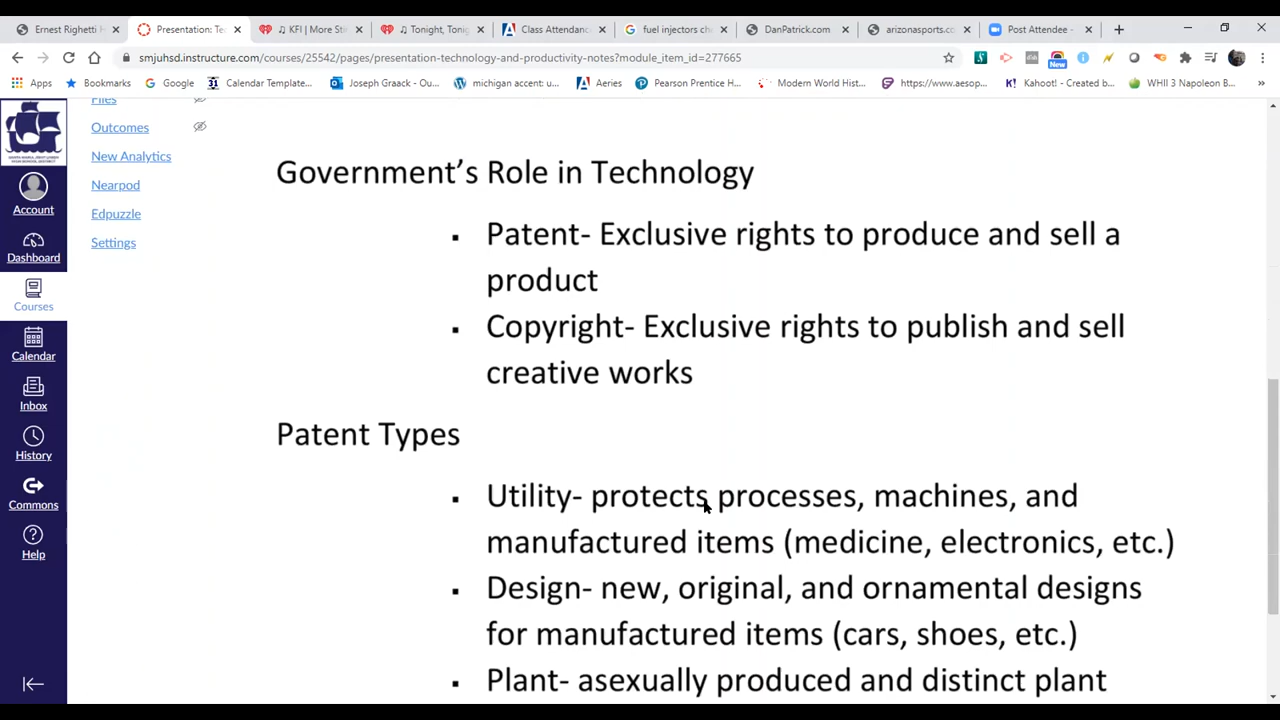 Ernest Righetti H
Presentation: Te
KFI | More Sti
Tonight, Tonig
Class Attendanc
fuel injectors ch
DanPatrick.com
arizonasports.co
Post Attendee -
smjuhsd.instructure.com/courses/25542/pages/presentation-technology-and-productivity-notes?module_item_id=277665
New
Apps
Bookmarks
Google
31
Calendar Template...
Joseph Graack - Ou...
michigan accent: u...
Aeries
Pearson Prentice H...
Modern World Hist...
https://www.aesop...
K! Kahoot! - Created b...
WHII 3 Napoleon B...
»
Files
Outcomes
New Analytics
Nearpod
Edpuzzle
Settings
Account
Dashboard
Courses
Calendar
Inbox
History
Commons
Help
Government’s Role in Technology
▪ Patent- Exclusive rights to produce and sell a
product
▪ Copyright- Exclusive rights to publish and sell
creative works
Patent Types
▪ Utility- protects processes, machines, and
manufactured items (medicine, electronics, etc.)
▪ Design- new, original, and ornamental designs
for manufactured items (cars, shoes, etc.)
▪ Plant- asexually produced and distinct plant